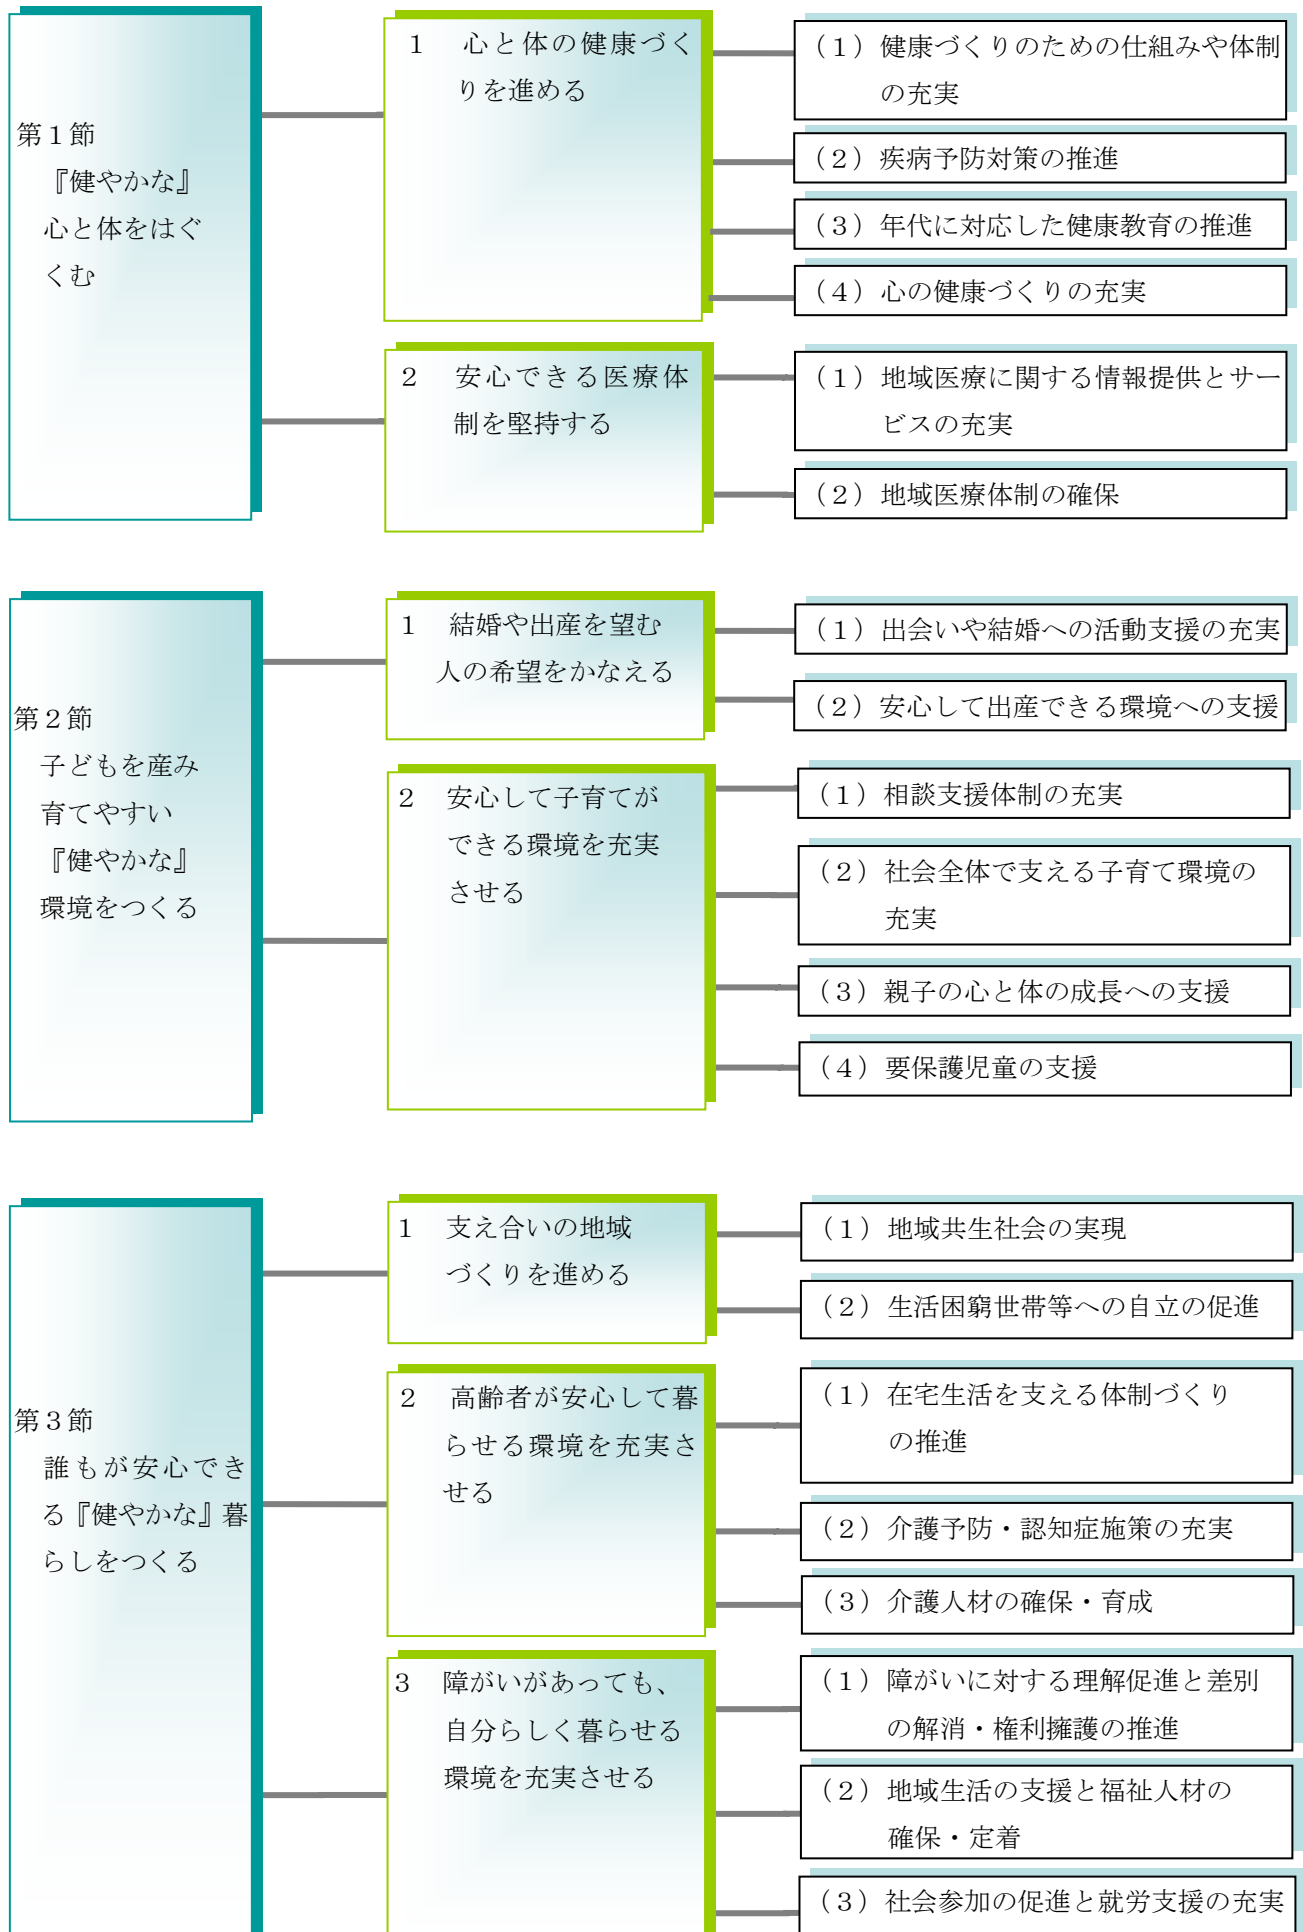 第１節
『健やかな』
心と体をはぐ
くむ
１　心と体の健康づく
りを進める
（１）健康づくりのための仕組みや体制
の充実
（２）疾病予防対策の推進
（３）年代に対応した健康教育の推進
（４）心の健康づくりの充実
２　安心できる医療体
制を堅持する
（１）地域医療に関する情報提供とサー
ビスの充実
（２）地域医療体制の確保
第２節
子どもを産み
育てやすい
『健やかな』
環境をつくる
１　結婚や出産を望む
人の希望をかなえる
（１）出会いや結婚への活動支援の充実
（２）安心して出産できる環境への支援
２　安心して子育てが
できる環境を充実
させる
（１）相談支援体制の充実
（２）社会全体で支える子育て環境の
充実
（３）親子の心と体の成長への支援
（４）要保護児童の支援
第３節
誰もが安心でき
る『健やかな』暮
らしをつくる
１　支え合いの地域
づくりを進める
（１）地域共生社会の実現
（２）生活困窮世帯等への自立の促進
２　高齢者が安心して暮
らせる環境を充実さ
せる
（１）在宅生活を支える体制づくり
の推進
（２）介護予防・認知症施策の充実
（３）介護人材の確保・育成
３　障がいがあっても、
自分らしく暮らせる
環境を充実させる
（１）障がいに対する理解促進と差別
の解消・権利擁護の推進
（２）地域生活の支援と福祉人材の
確保・定着
（３）社会参加の促進と就労支援の充実